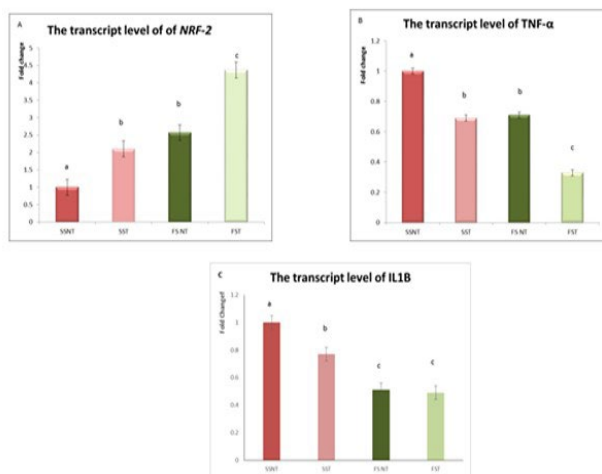 A
The transcript level of of NRF-2
Fold change
5
4.5
4
3.5
3
2.5
2
1.5
1
0.5
0
a
b
b
c
SSNT
SST
FS NT
FST
B
The transcript level of TNF-α
Fold change
1.2
1
0.8
0.6
0.4
0.2
0
a
b
b
c
SSNT
SST
FS NT
FST
C
The transcript level of IL1B
Fold Changef
1.2
1
0.8
0.6
0.4
0.2
0
a
b
c
c
SSNT
SST
FS NT
FST